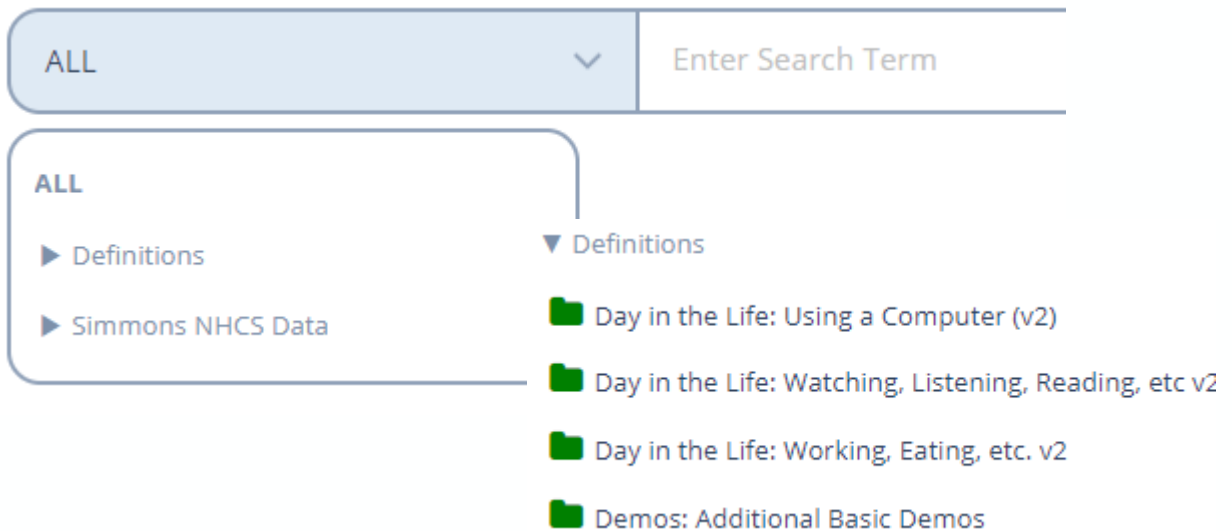 ALL
Enter Search Term
ALL
Definitions
Simmons NHCS Data
Definitions
Day in the Life: Using a Computer (v2)
Day in the Life: Watching, Listening, Reading, etc v2
Day in the Life: Working, Eating, etc. v2
Demos: Additional Basic Demos